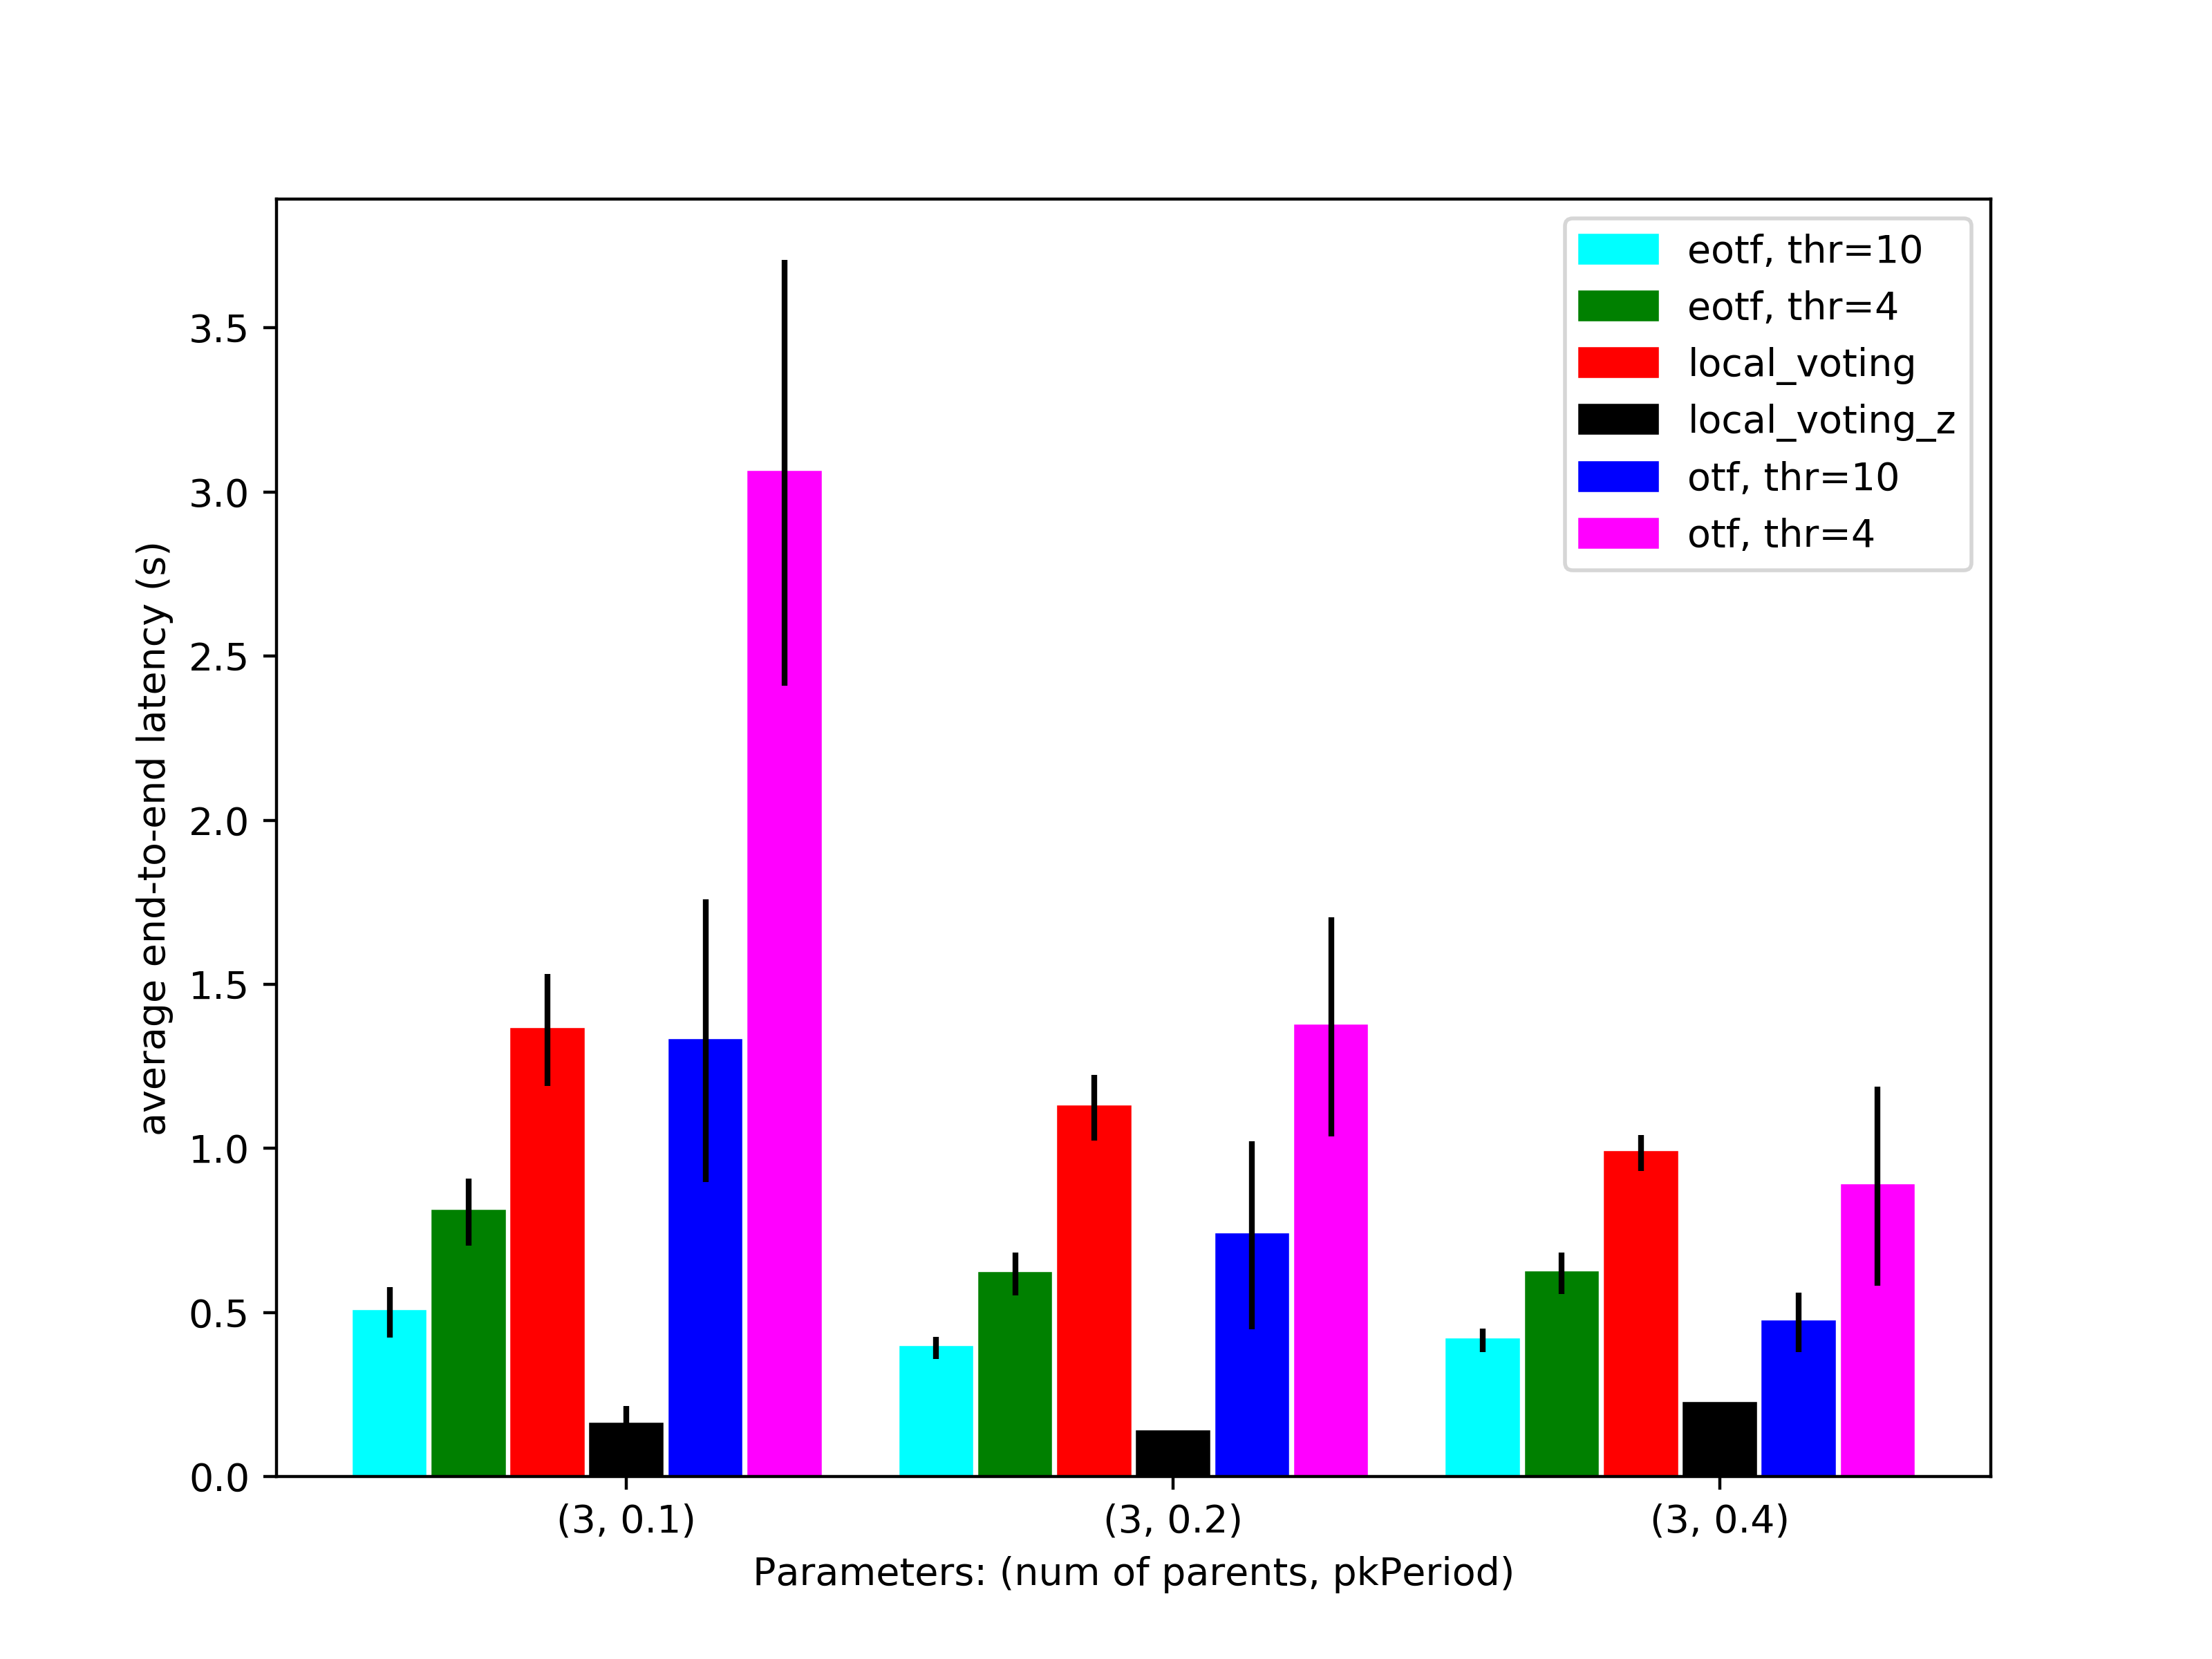 eotf, thr=10
eotf, thr=4
local_voting
local_voting_z
otf, thr=10
otf, thr=4
average end-to-end latency (s)
3.5
3.0
2.5
2.0
1.5
1.0
0.5
0.0
(3, 0.1) (3, 0.2) (3, 0.4)
Parameters: (num of parents, pkPeriod)